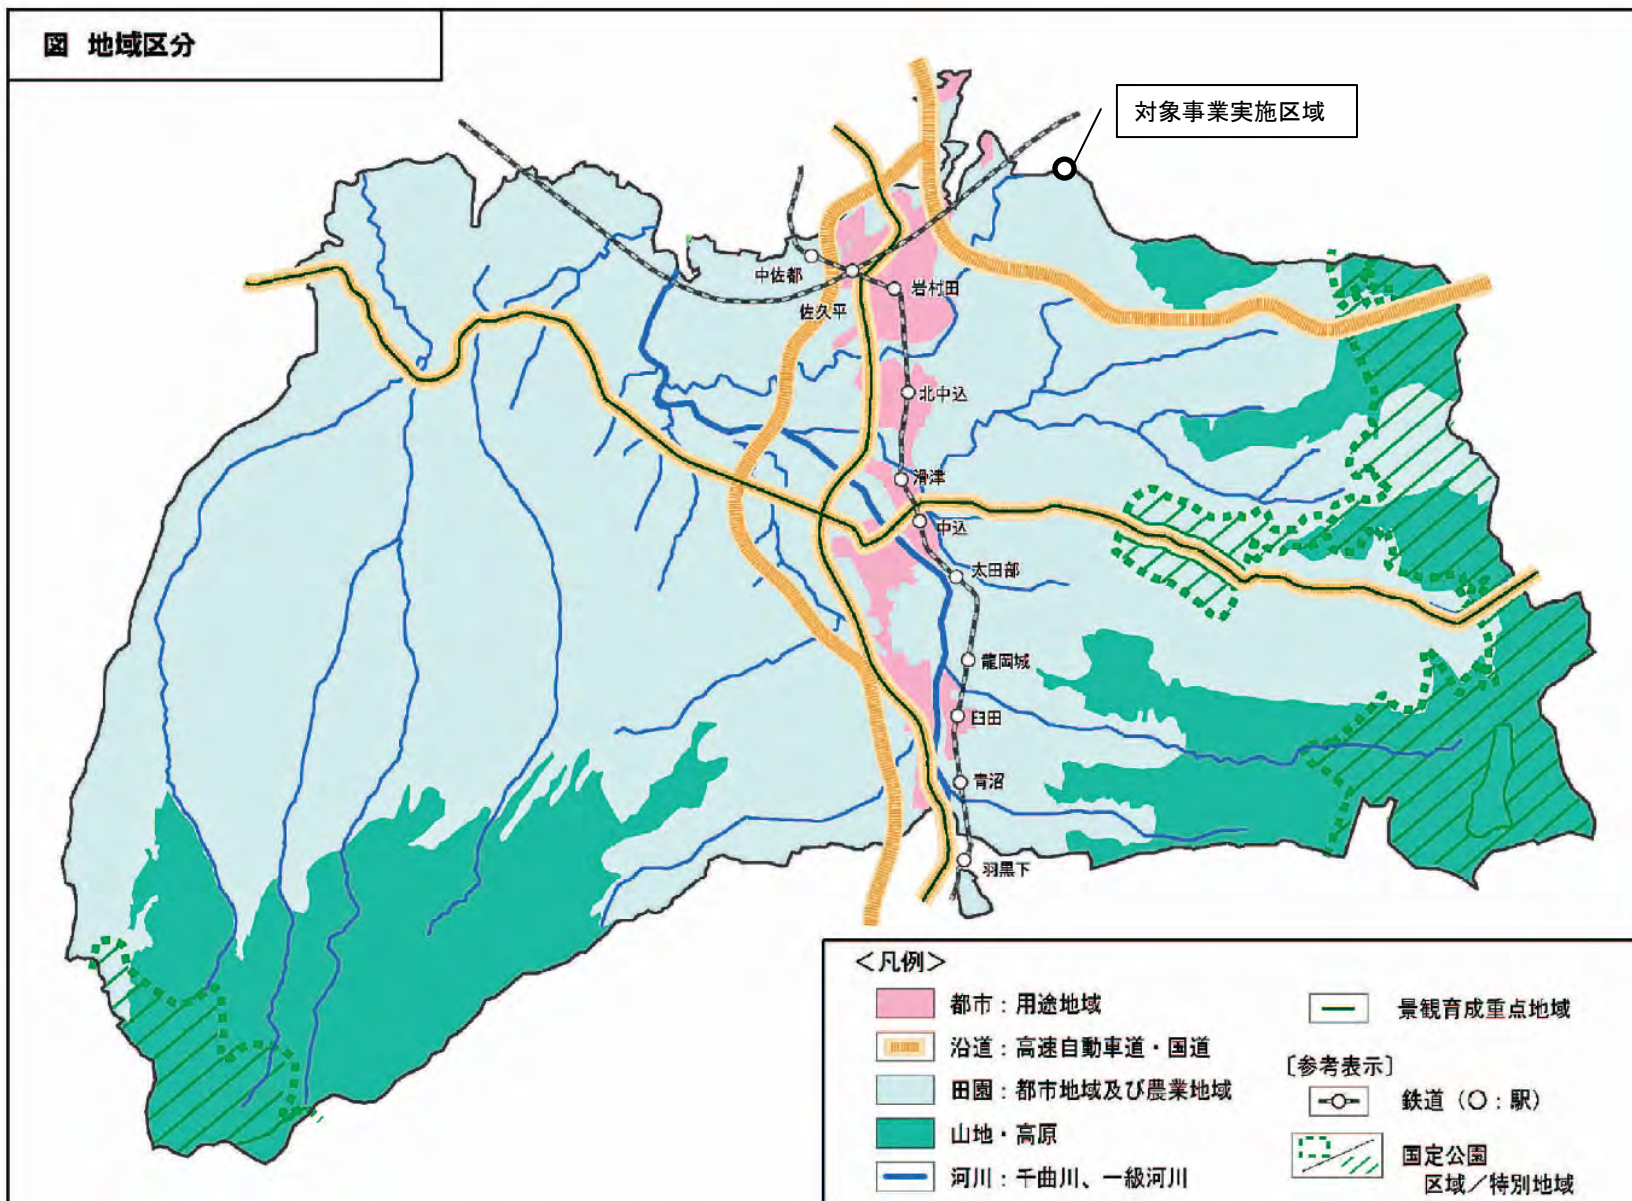 図 地域区分
対象事業実施区域
中佐都
佐久平
岩村田
北中込
滑津
中込
太田部
龍岡城
臼田
青沼
羽黒下
＜凡例＞
都市：用途地域
沿道：高速自動車道・国道
田園：都市地域及び農業地域
山地・高原
河川：千曲川、一級河川
景観育成重点地域
〔参考表示〕
鉄道（○：駅）
国定公園
区域／特別地域